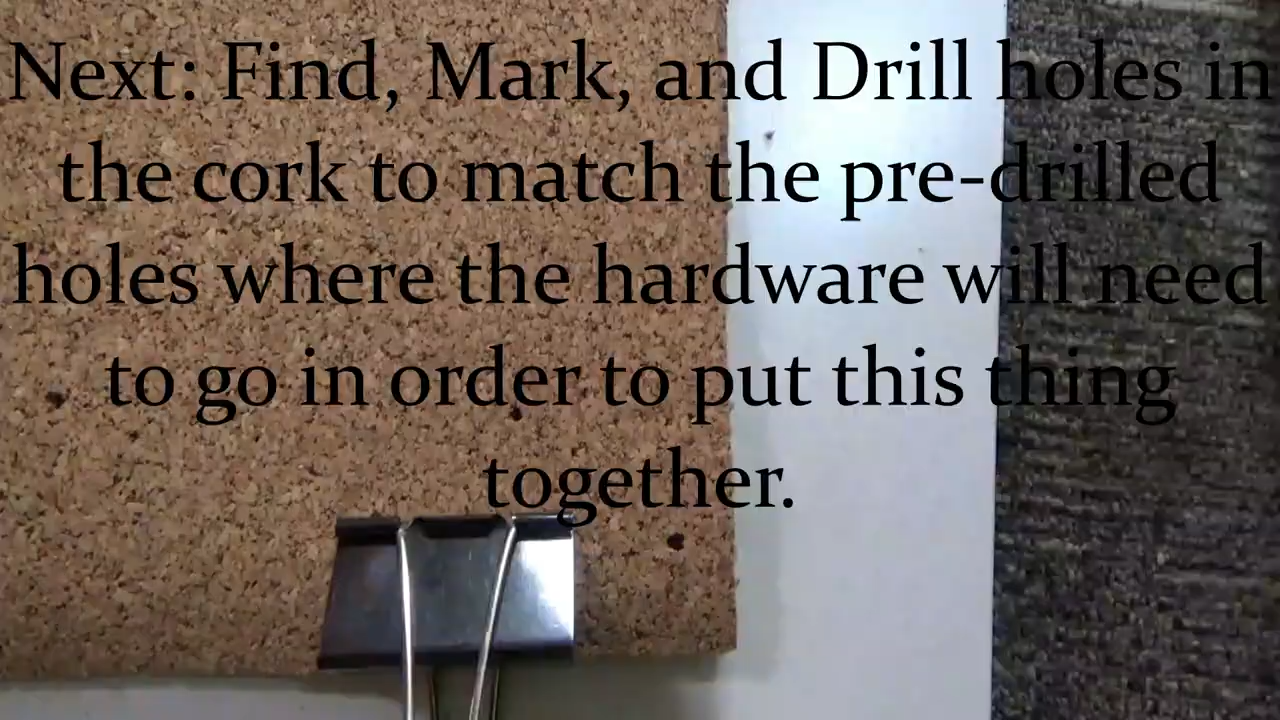 Next: Find, Mark, and Drill holes in
the cork to match the pre-drilled
holes where the hardware will need
to go in order to put this thing
together.